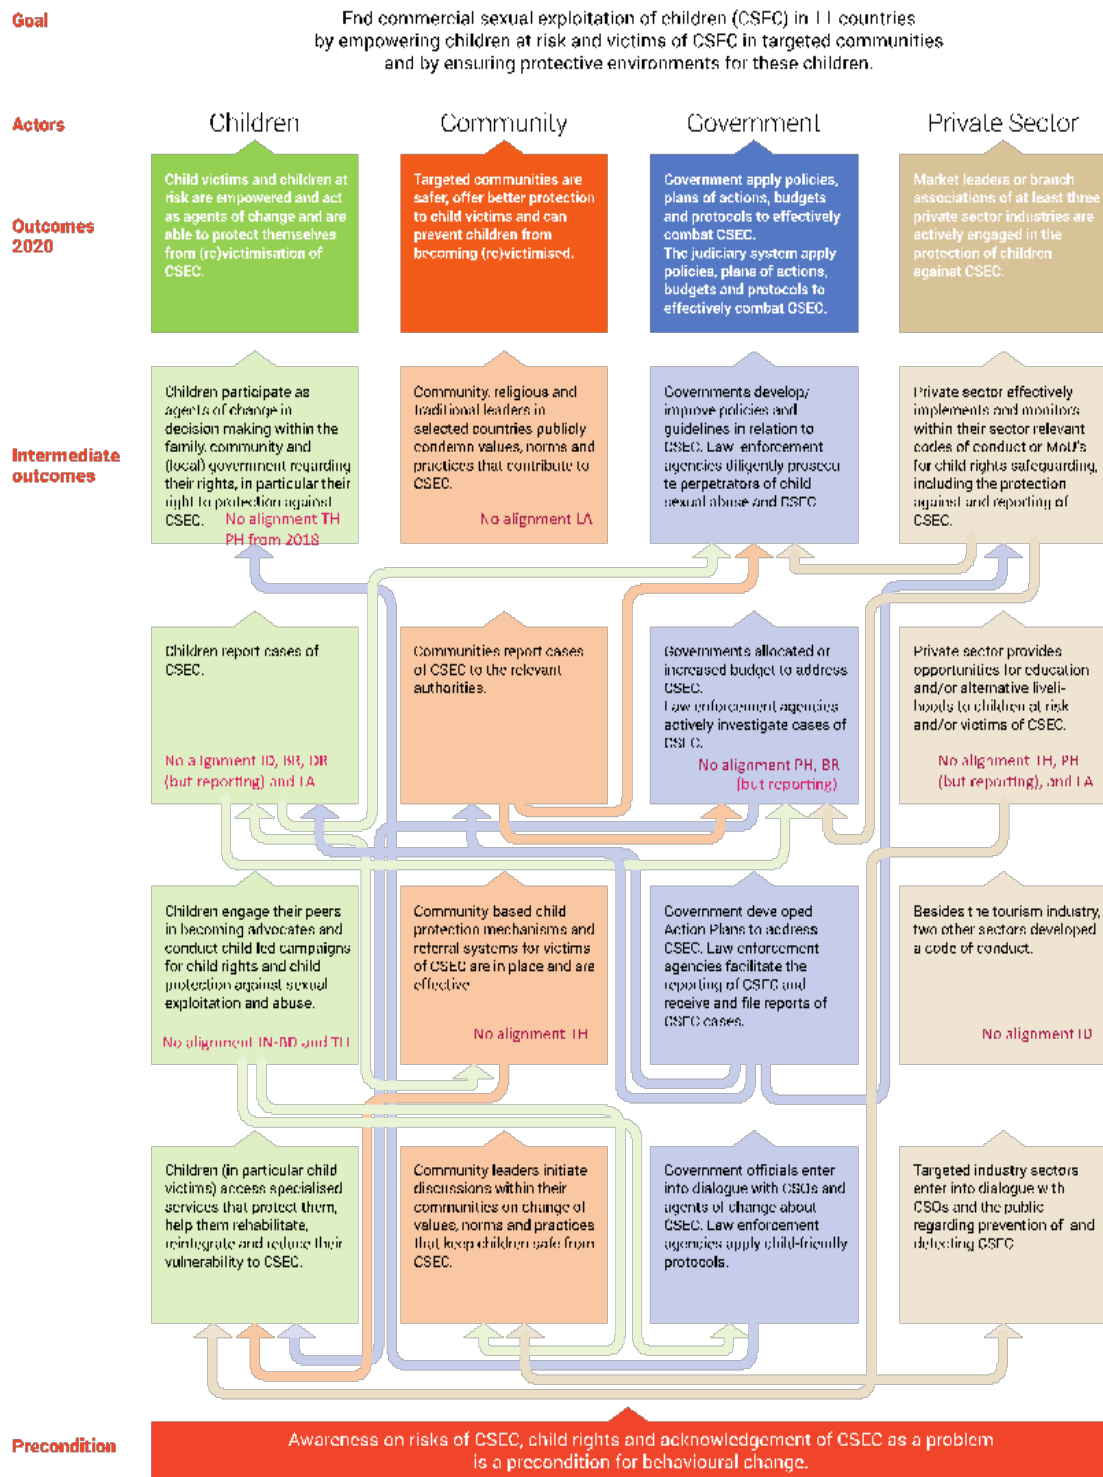 Goal
End commercial sexual exploitation of children (CSEC) in 11 countries
by empowering children at risk and victims of CSEC in targeted communities
and by ensuring protective environments for these children.
Actors
Children
Community
Government
Private Sector
Outcomes
2020
Child victims and children at
risk are empowered and act
as agents of change and are
able to protect themselves
from (re)victimisation of
CSEC.
Targeted communities are
safer, offer better protection
to child victims and can
prevent children from
becoming (re)victimised.
Government apply policies,
plans of actions, budgets
and protocols to effectively
combat CSEC.
The judiciary system apply
policies, plans of actions,
budgets and protocols to
effectively combat CSEC.
Market leaders or branch
associations of at least three
private sector industries are
actively engaged in the
protection of children
against CSEC.
Intermediate
outcomes
Children participate as
agents of change in
decision making within the
family, community and
(local) government regarding
their rights, in particular their
right to protection against
CSEC.
No alignment TH
PH from 2018
Community, religious and
traditional leaders in
selected countries publicly
condemn values, norms and
practices that contribute to
CSEC.
No alignment LA
Governments develop/
improve policies and
guidelines in relation to
CSEC. Law enforcement
agencies diligently prosecu
te perpetrators of child
sexual abuse and CSEC
Private sector effectively
implements and monitors
within their sector relevant
codes of conduct or MoU's
for child rights safeguarding,
including the protection
against and reporting of
CSEC.
Children report cases of
CSEC.
No alignment ID, BR, DR
(but reporting) and LA
Communities report cases
of CSEC to the relevant
authorities.
Governments allocated or
increased budget to address
CSEC.
Law enforcement agencies
actively investigate cases of
CSEC.
No alignment PH, BR
(but reporting)
Private sector provides
opportunities for education
and/or alternative liveli-
hoods to children at risk
and/or victims of CSEC.
No alignment TH, PH
(but reporting), and LA
Children engage their peers
in becoming advocates and
conduct child led campaigns
for child rights and child
protection against sexual
exploitation and abuse.
No alignment IN-BD and TH
Community based child
protection mechanisms and
referral systems for victims
of CSEC are in place and are
effective
No alignment TH
Government developed
Action Plans to address
CSEC. Law enforcement
agencies facilitate the
reporting of CSEC and
receive and file reports of
CSEC cases.
Besides the tourism industry,
two other sectors developed
a code of conduct.
No alignment ID
Children (in particular child
victims) access specialised
services that protect them,
help them rehabilitate,
reintegrate and reduce their
vulnerability to CSEC.
Community leaders initiate
discussions within their
communities on change of
values, norms and practices
that keep children safe from
CSEC.
Government officials enter
into dialogue with CSOs and
agents of change about
CSEC. Law enforcement
agencies apply child-friendly
protocols.
Targeted industry sectors
enter into dialogue with
CSOs and the public
regarding prevention of and
detecting CSEC
Precondition
Awareness on risks of CSEC, child rights and acknowledgement of CSEC as a problem
is a precondition for behavioural change.